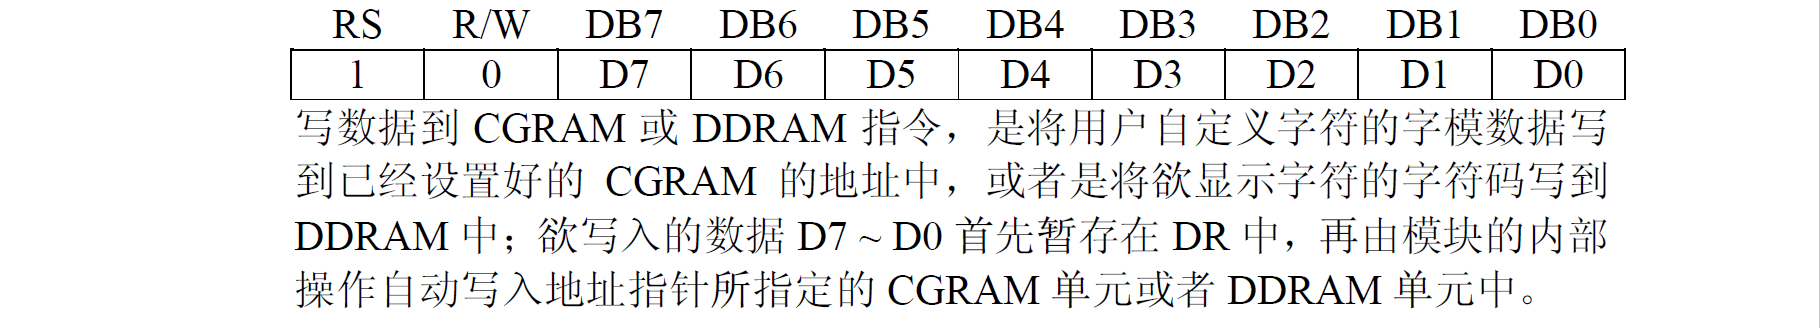 RS R/W DB7 DB6 DB5 DB4 DB3 DB2 DB1 DB0
1 0 D7 D6 D5 D4 D3 D2 D1 D0
写数据到 CGRAM 或 DDRAM 指令，是将用户自定义字符的字模数据写
到已经设置好的 CGRAM 的地址中，或者是将欲显示字符的字符码写到
DDRAM 中；欲写入的数据 D7 ~ D0 首先暂存在 DR 中，再由模块的内部
操作自动写入地址指针所指定的 CGRAM 单元或者 DDRAM 单元中。